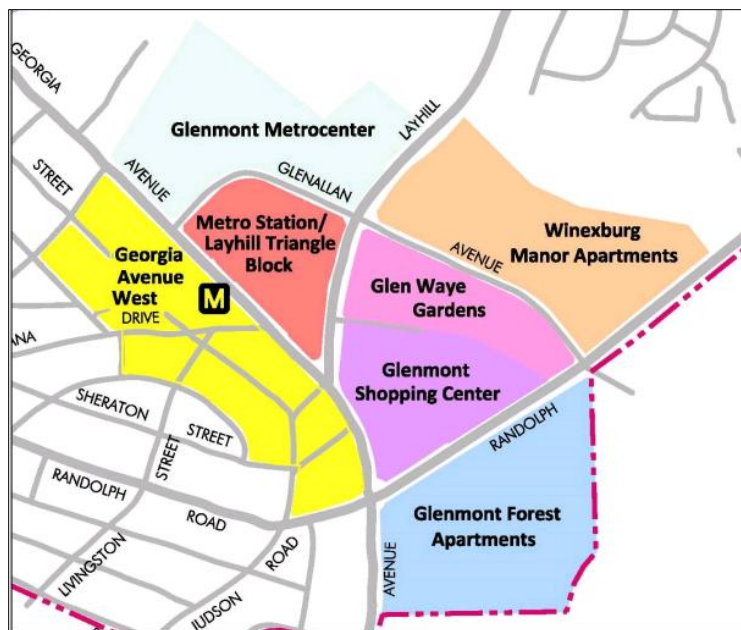 GEORGIA
AVENUE
Glenmont Metrocenter
LAYHILL
GLENALLAN
AVENUE
STREET
Metro Station/
Layhill Triangle
Block
Winexburg
Manor Apartments
Georgia
Avenue
West
M
DRIVE
Glen Waye
Gardens
ANA
Glenmont
Shopping Center
SHERATON
STREET
STREET
RANDOLPH
RANDOLPH
ROAD
LIVINGSTON
JUDSON
ROAD
Glenmont Forest
Apartments
AVENUE